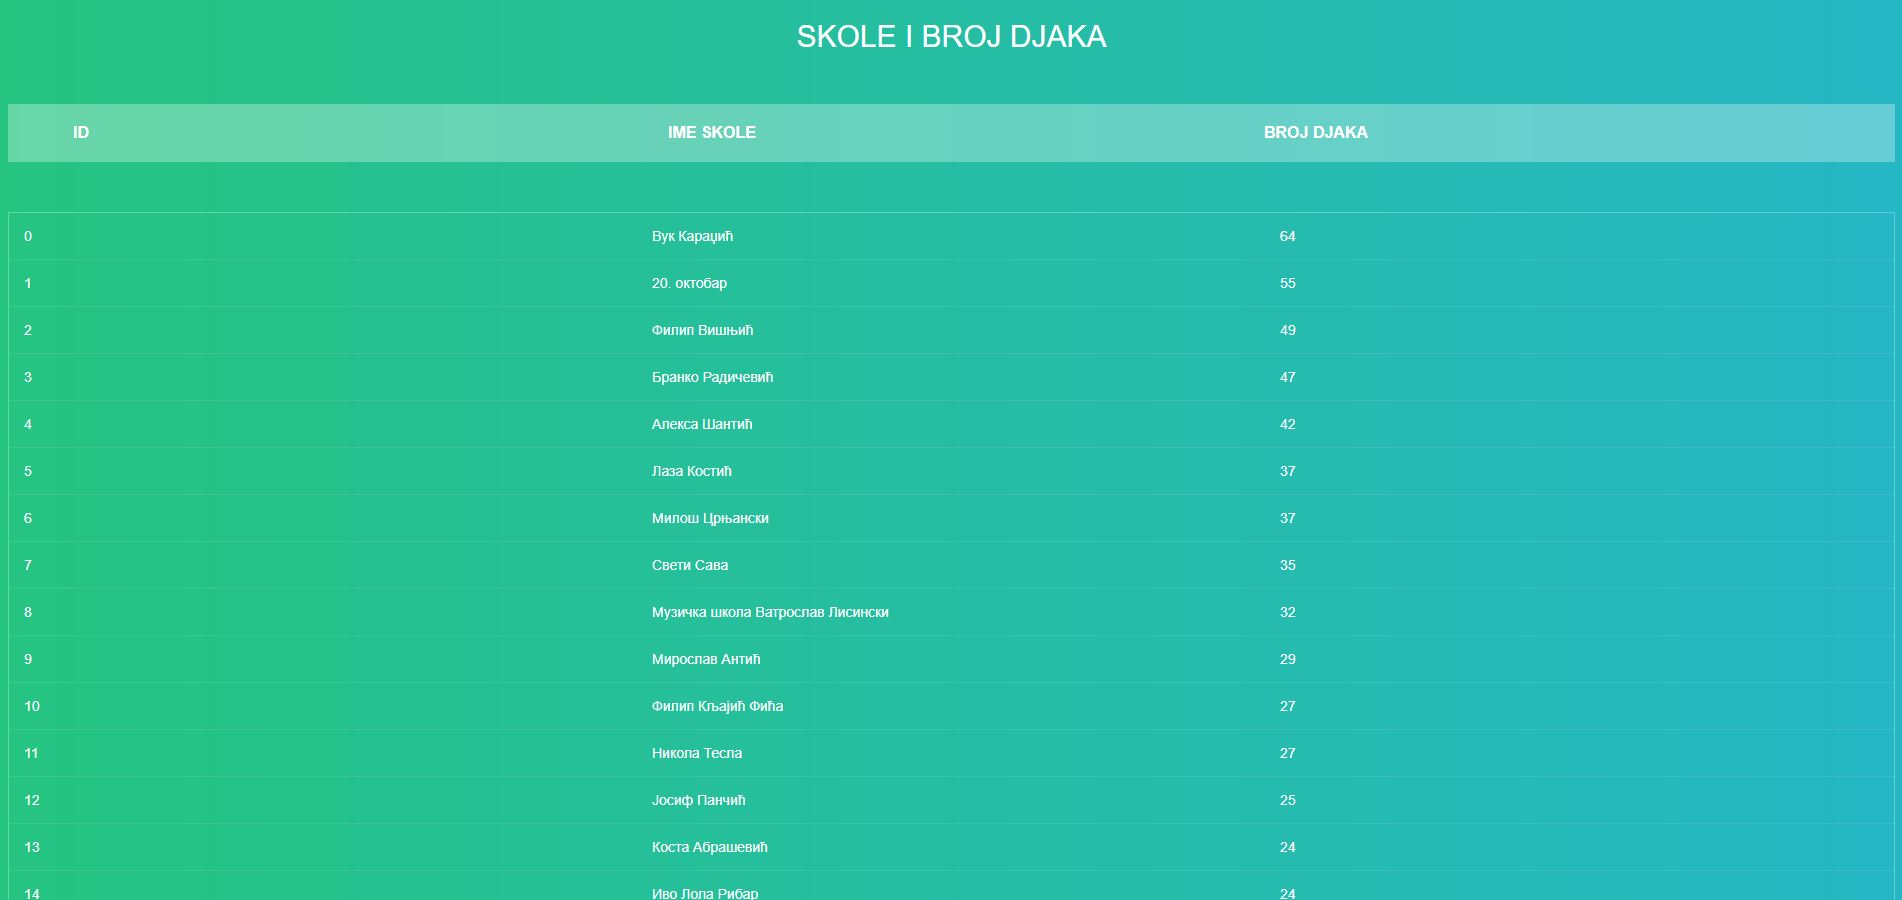 SKOLE I BROJ DJAKA
ID IME SKOLE BROJ DJAKA
0 Вук Караџић 64
1 20. октобар 55
2 Филип Вишњић 49
3 Бранко Радичевић 47
4 Алекса Шантић 42
5 Лаза Костић 37
6 Милош Црњански 37
7 Свети Сава 35
8 Музичка школа Ватрослав Лисински 32
9 Мирослав Антић 29
10 Филип Кљајић Фића 27
11 Никола Тесла 27
12 Јосиф Панчић 25
13 Коста Абрашевић 24
14 Иво Лола Рибар 24